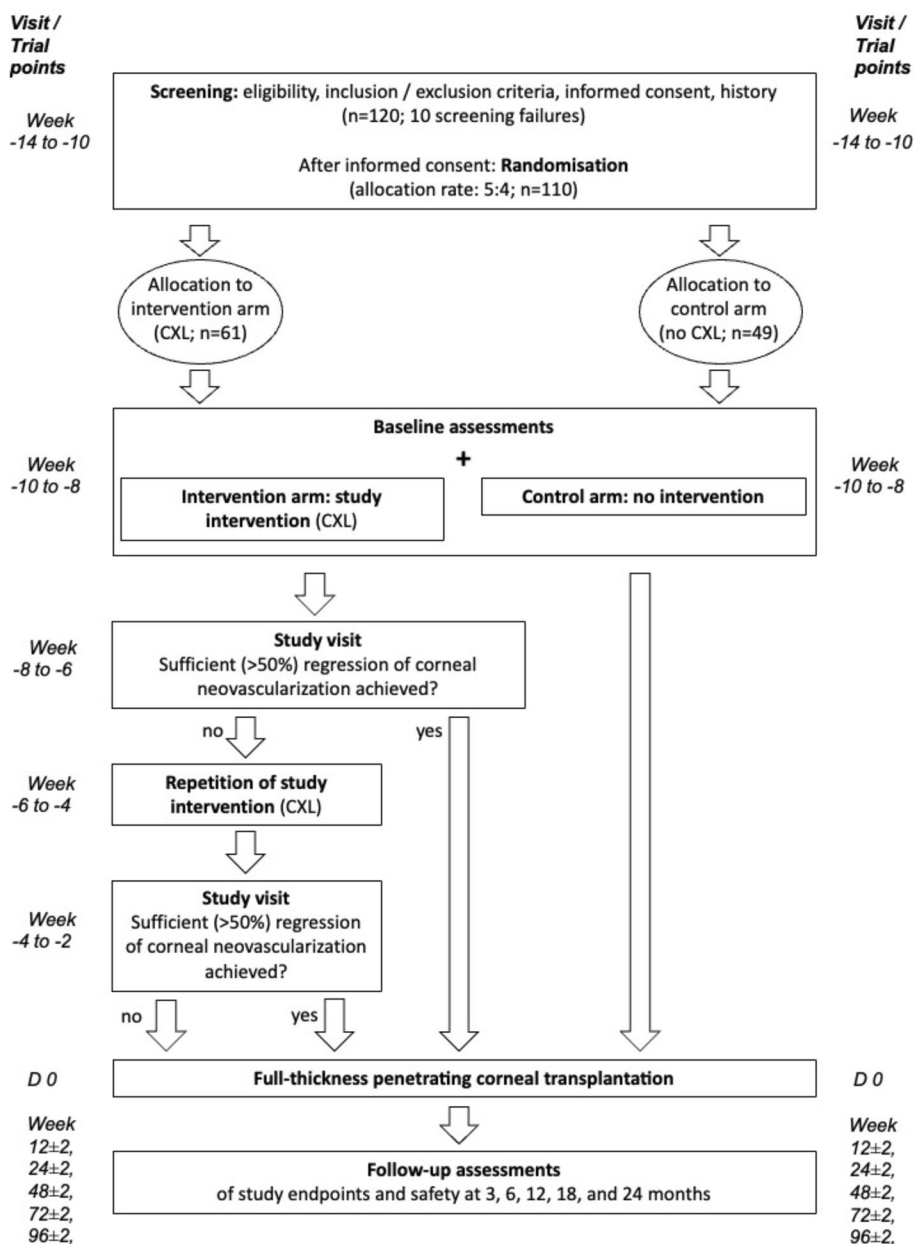 Visit /
Trial
points
Visit /
Trial
points
Week
-14 to -10
Screening: eligibility, inclusion / exclusion criteria, informed consent, history
(n=120; 10 screening failures)
After informed consent: Randomisation
(allocation rate: 5:4; n=110)
Week
-14 to -10
Allocation to
intervention arm
(CXL; n=61)
Allocation to
control arm
(no CXL; n=49)
Week
-10 to -8
Baseline assessments
+
Intervention arm: study
intervention (CXL)
Control arm: no intervention
Week
-10 to -8
Week
-8 to -6
Study visit
Sufficient (>50%) regression of corneal
neovascularization achieved?
no
yes
Week
-6 to -4
Repetition of study
intervention (CXL)
Week
-4 to -2
Study visit
Sufficient (>50%) regression
of corneal neovascularization
achieved?
no
yes
D 0
Full-thickness penetrating corneal transplantation
D 0
Week
12±2,
24±2,
48±2,
72±2,
96±2,
Follow-up assessments
of study endpoints and safety at 3, 6, 12, 18, and 24 months
Week
12±2,
24±2,
48±2,
72±2,
96±2,